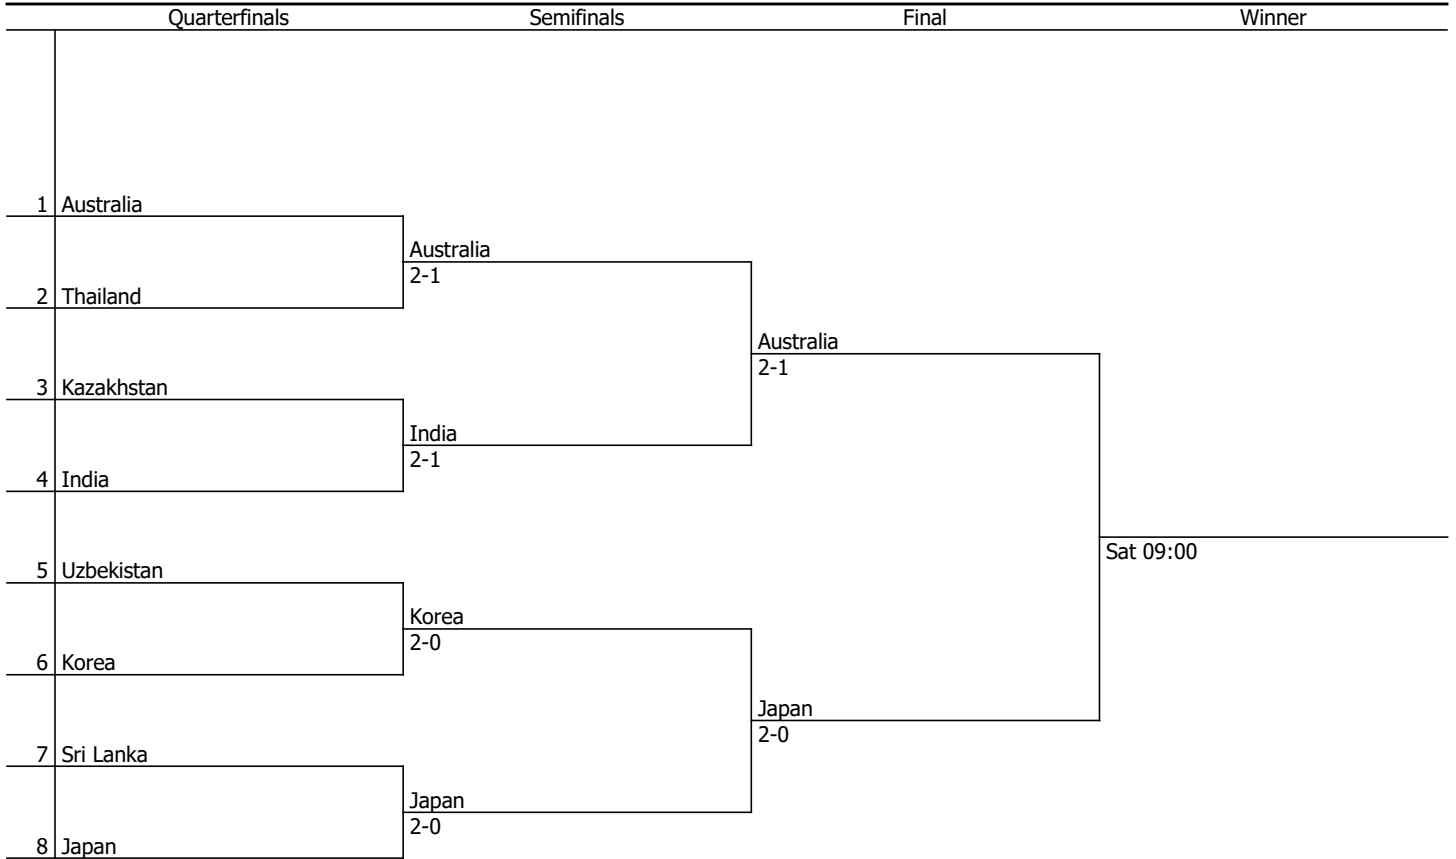 Quarterfinals Semifinals Final Winner
1 Australia
Australia
2-1
2 Thailand
Australia
2-1
3 Kazakhstan
India
2-1
4 India
Sat 09:00
5 Uzbekistan
Korea
2-0
6 Korea
Japan
2-0
7 Sri Lanka
Japan
2-0
8 Japan